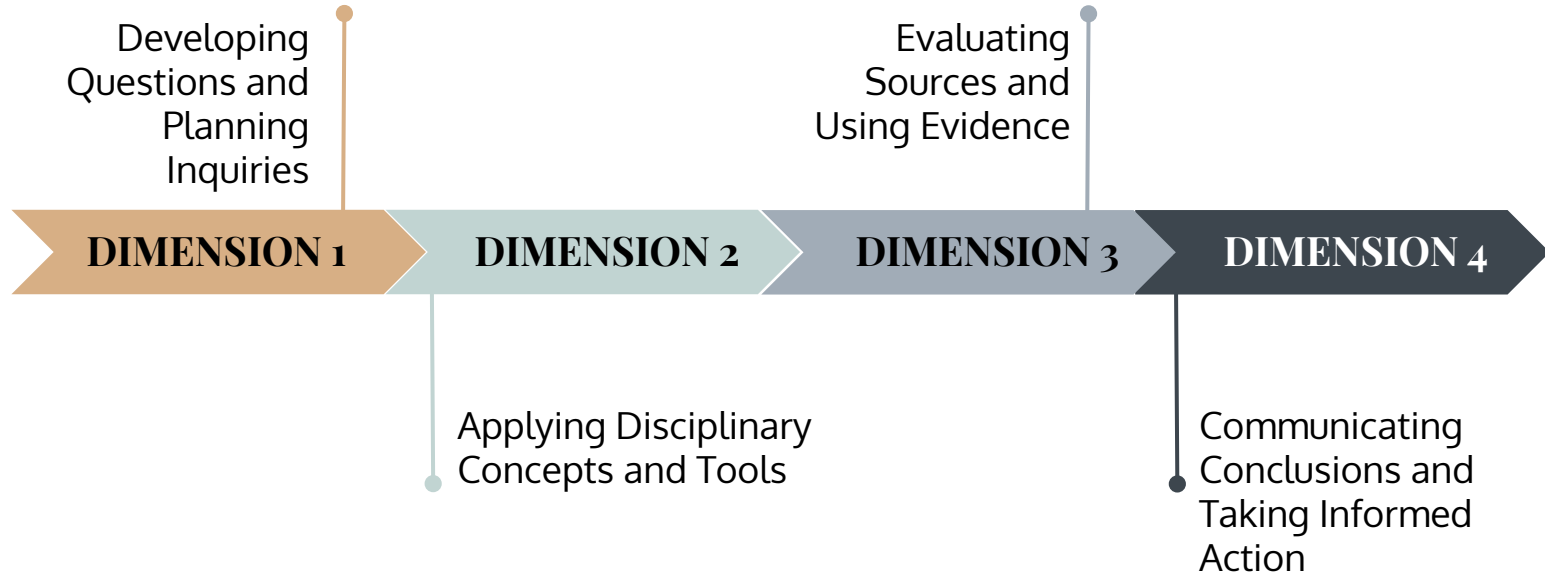 Developing
Questions and
Planning
Inquiries
Evaluating
Sources and
Using Evidence
DIMENSION 1
DIMENSION 2
DIMENSION 3
DIMENSION 4
Applying Disciplinary
Concepts and Tools
Communicating
Conclusions and
Taking Informed
Action